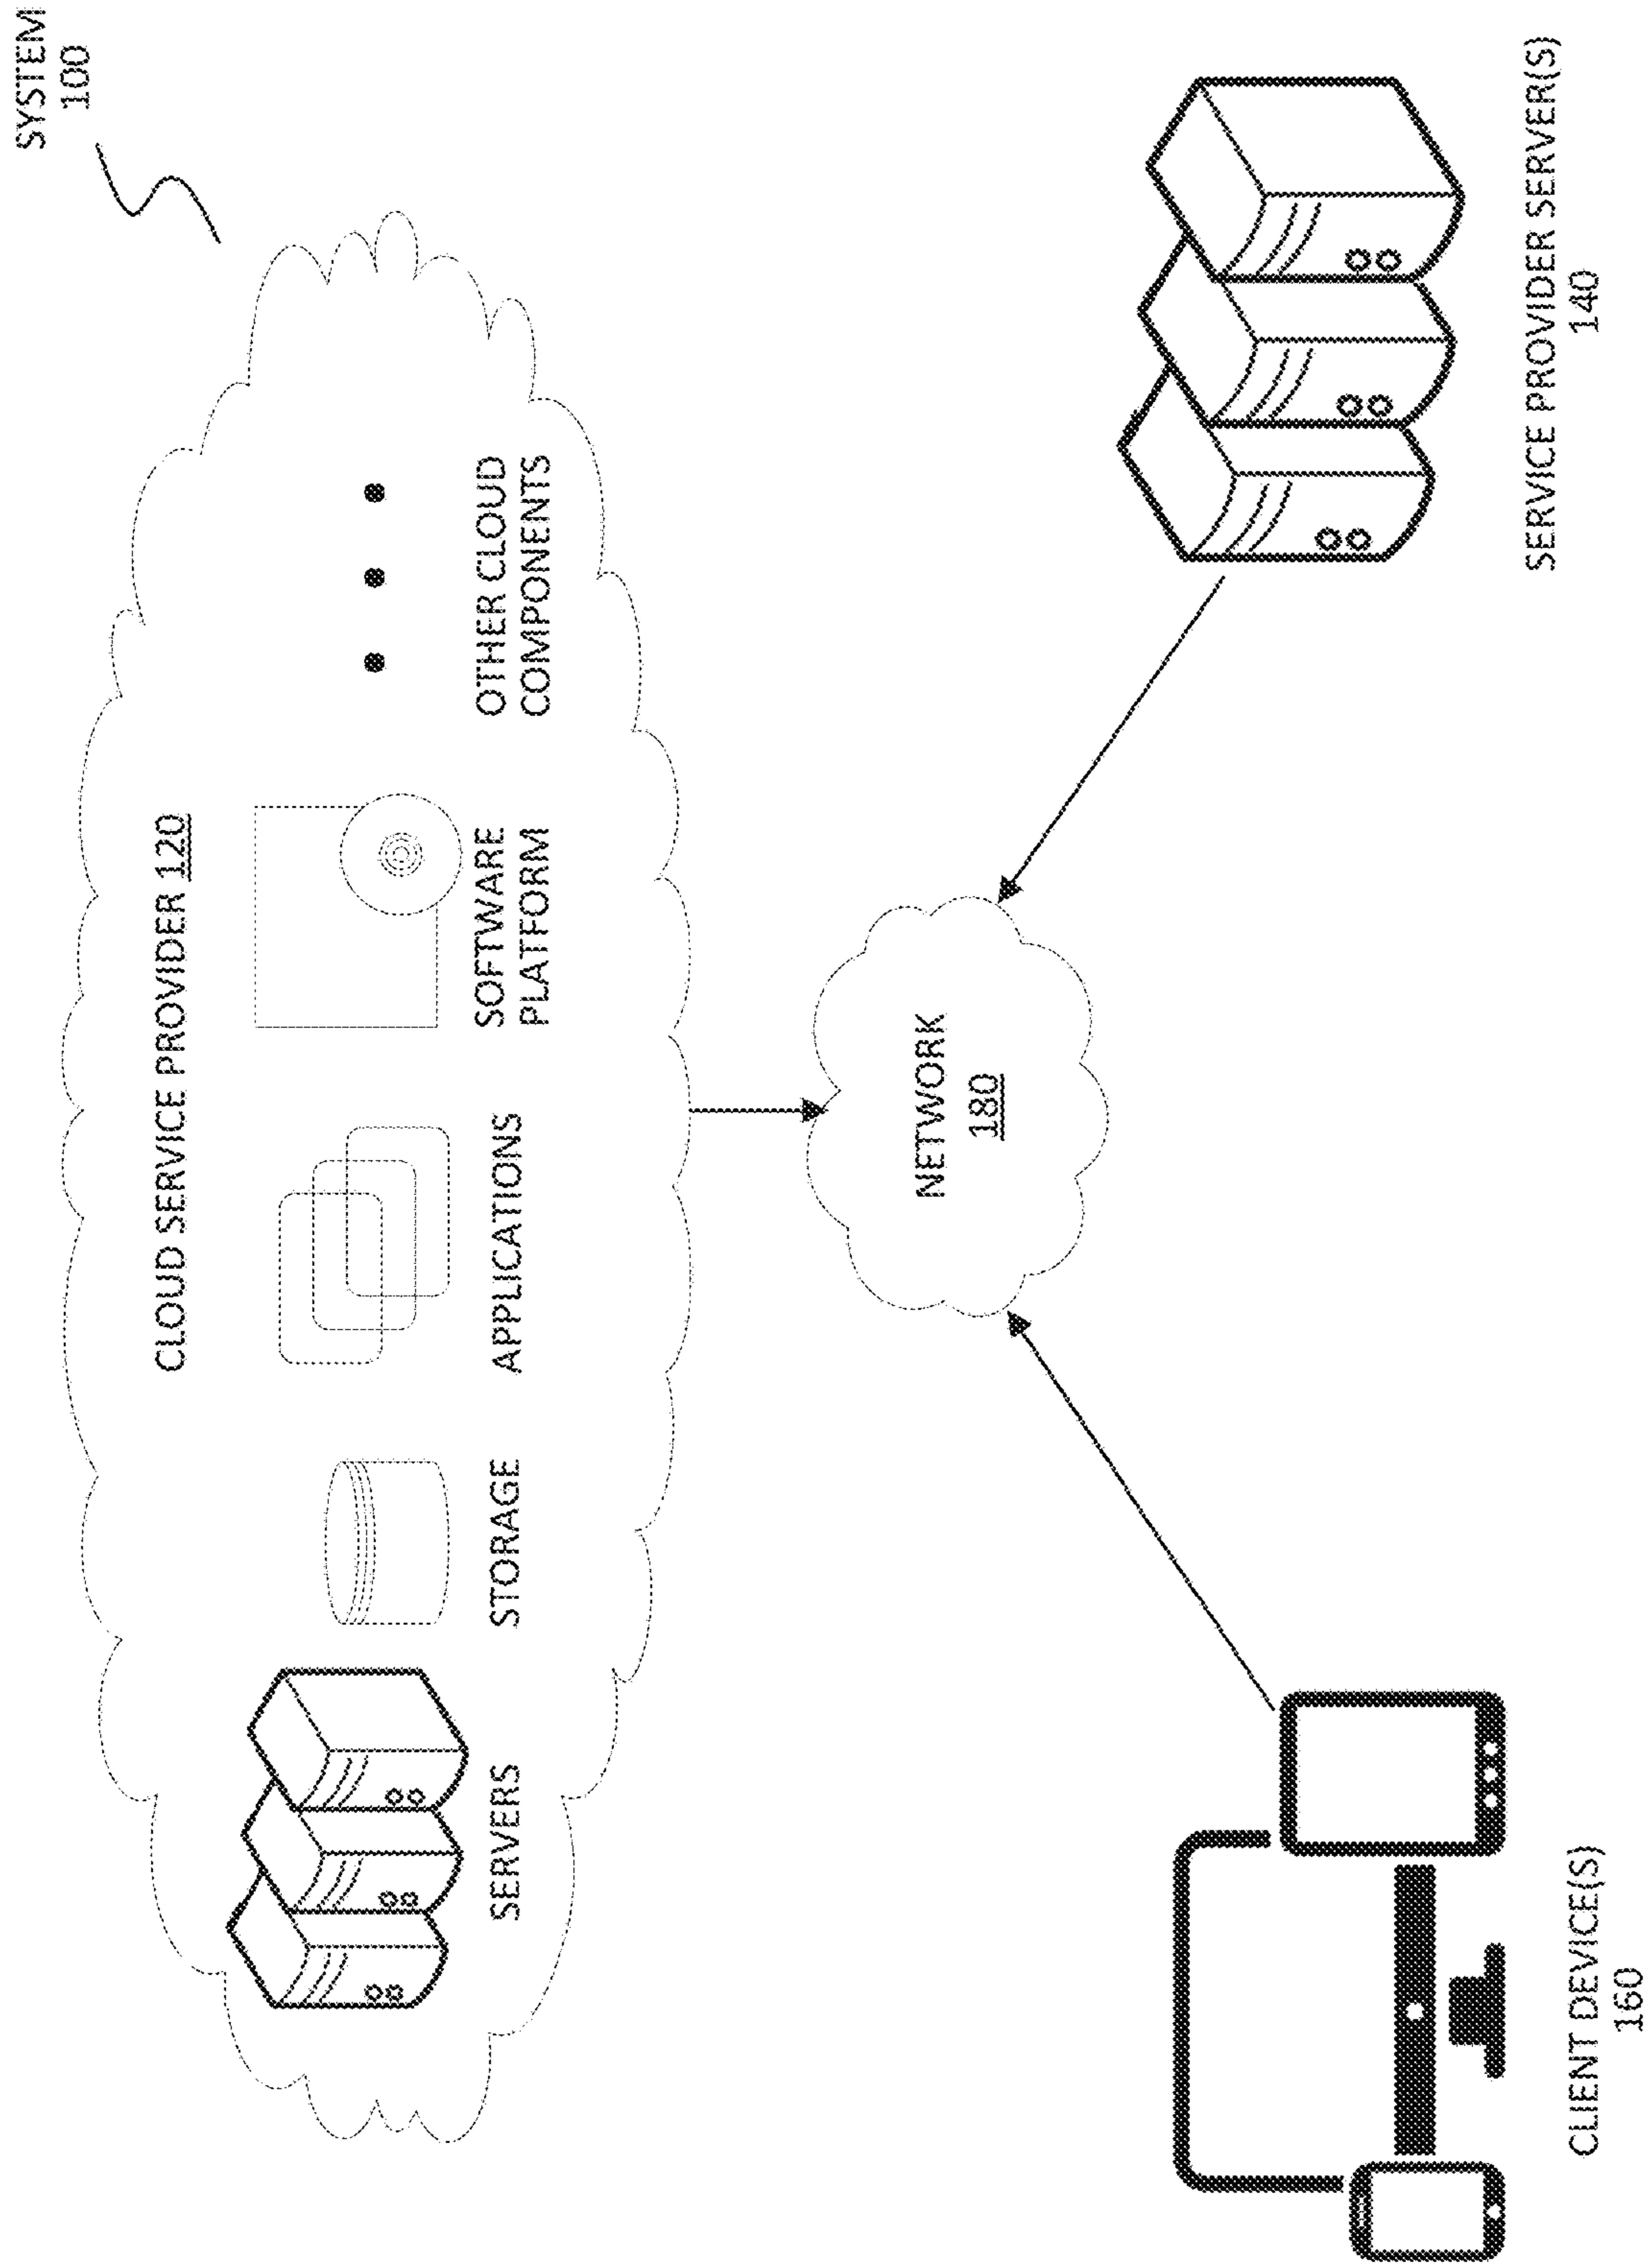 SYSTEM
100
CLOUD SERVICE PROVIDER 120
SERVERS
STORAGE
APPLICATIONS
SOFTWARE
PLATFORM
OTHER CLOUD
COMPONENTS
NETWORK
180
CLIENT DEVICE(S)
160
SERVICE PROVIDER SERVER(S)
140